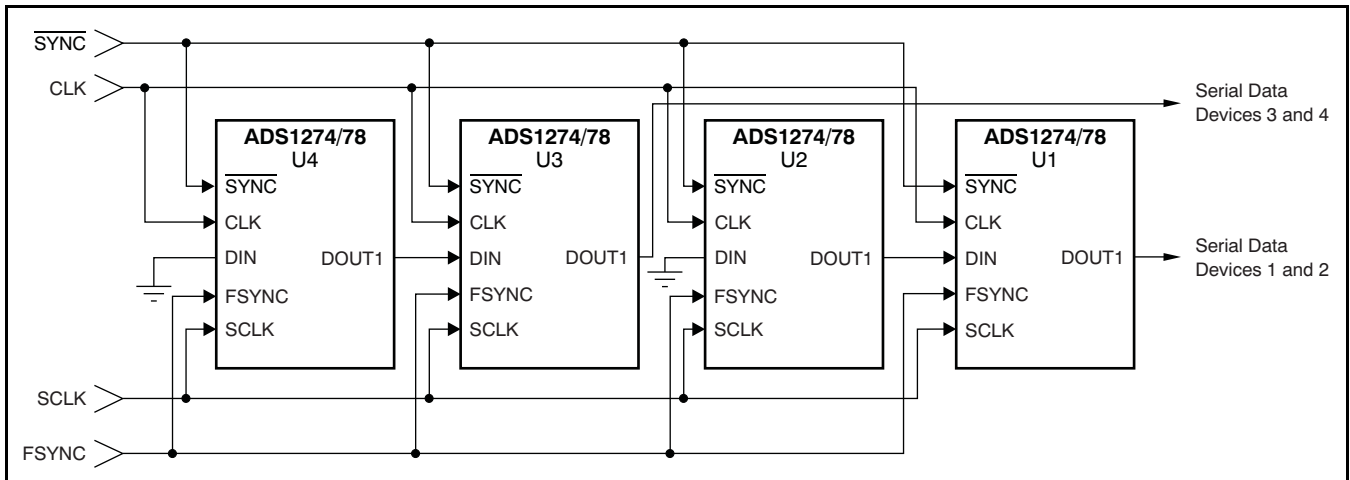 SYNC
CLK
Serial Data
Devices 3 and 4
ADS1274/78
U4
SYNC
CLK
DIN
DOUT1
FSYNC
SCLK
ADS1274/78
U3
SYNC
CLK
DIN
DOUT1
FSYNC
SCLK
ADS1274/78
U2
SYNC
CLK
DIN
DOUT1
FSYNC
SCLK
ADS1274/78
U1
SYNC
CLK
DIN
DOUT1
FSYNC
SCLK
Serial Data
Devices 1 and 2
SCLK
FSYNC